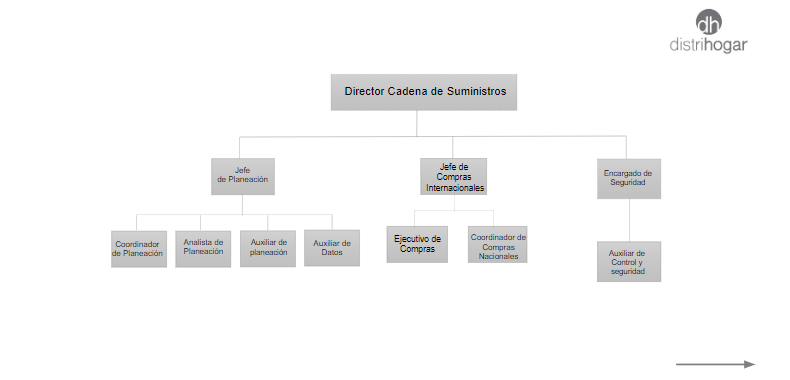 dh
distrihogar
Director Cadena de Suministros
Jefe
de Planeación
Jefe de
Compras
Internacionales
Encargado de
Seguridad
Coordinador
de Planeación
Analista de
Planeación
Auxiliar de
planeación
Auxiliar de
Datos
Ejecutivo de
Compras
Coordinador de
Compras
Nacionales
Auxiliar de
Control y
seguridad